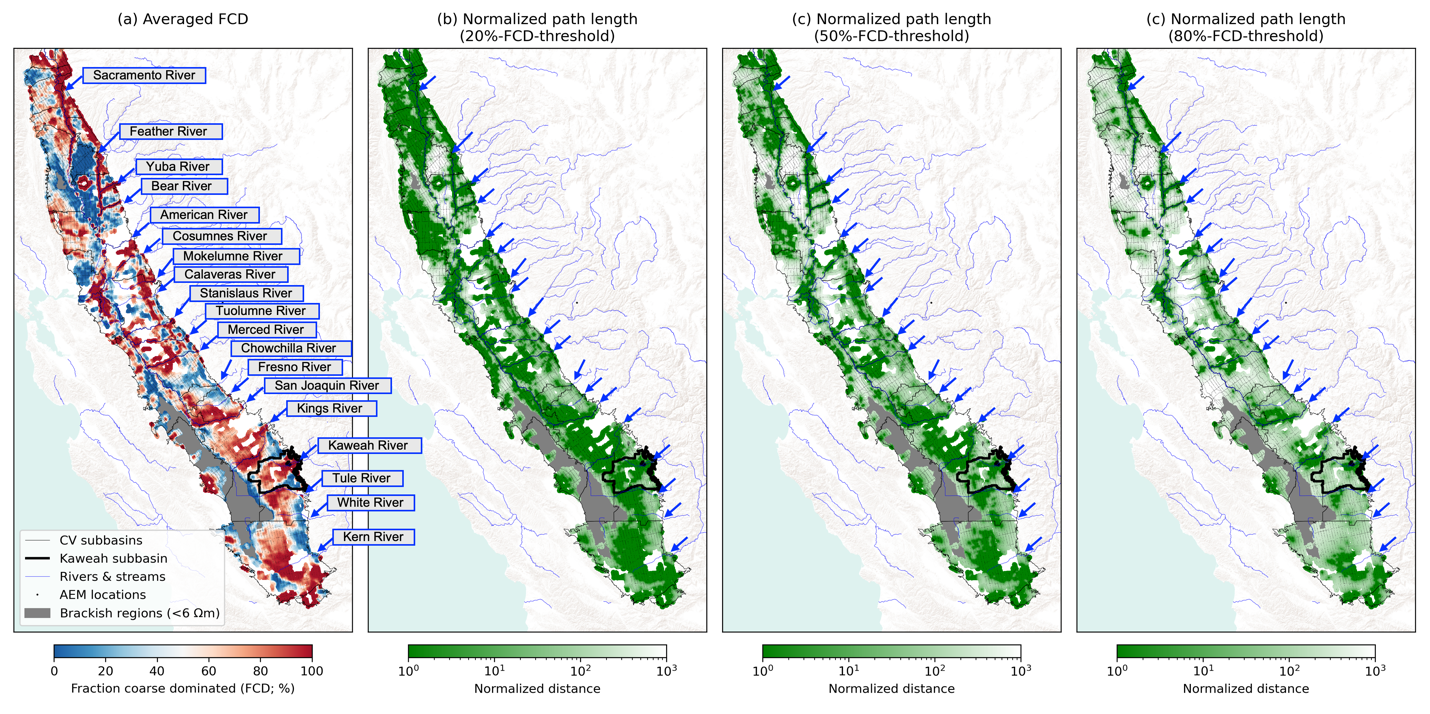 (a) Averaged FCD
(b) Normalized path length
(20%-FCD-threshold)
(c) Normalized path length
(50%-FCD-threshold)
(c) Normalized path length
(80%-FCD-threshold)
Sacramento River
Feather River
Yuba River
Bear River
American River
Cosumnes River
Mokelumne River
Calaveras River
Stanislaus River
Tuolumne River
Merced River
Chowchilla River
Fresno River
San Joaquin River
Kings River
Kaweah River
Tule River
White River
Kern River
CV subbasins
Kaweah subbasin
Rivers & streams
AEM locations
Brackish regions (<6 Ωm)
0 20 40 60 80 100
Fraction coarse dominated (FCD; %)
10⁰ 10¹ 10² 10³
Normalized distance
10⁰ 10¹ 10² 10³
Normalized distance
10⁰ 10¹ 10² 10³
Normalized distance